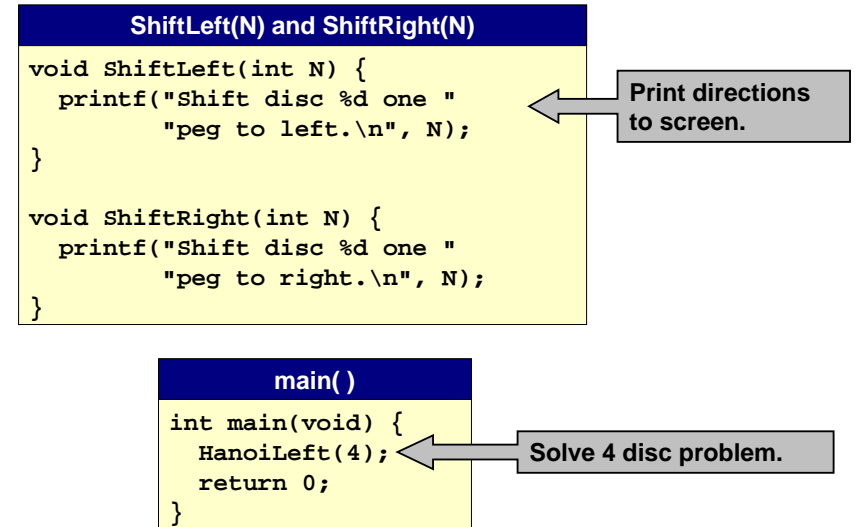 ShiftLeft(N) and ShiftRight(N)
void ShiftLeft(int N) {
  printf("Shift disc %d one "
         "peg to left.\n", N);
}
Print directions
to screen.
void ShiftRight(int N) {
  printf("Shift disc %d one "
         "peg to right.\n", N);
}
main( )
int main(void) {
  HanoiLeft(4);
  return 0;
}
Solve 4 disc problem.